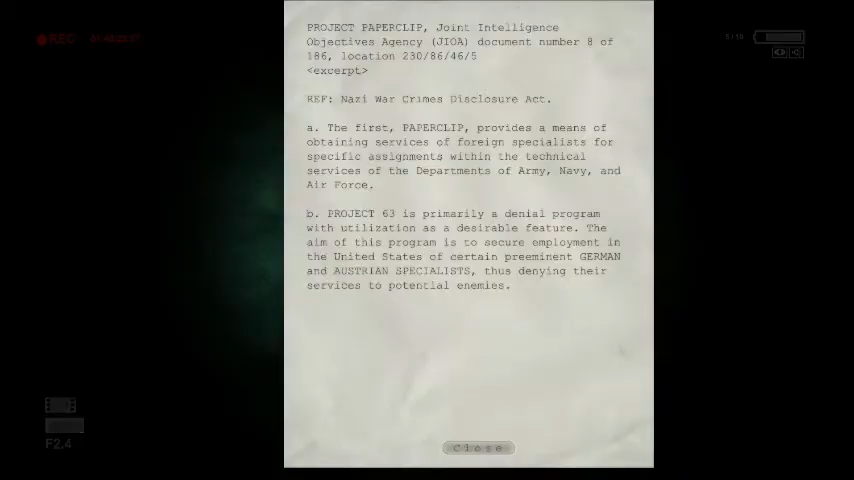 REC
PROJECT PAPERCLIP, Joint Intelligence
Objectives Agency (JIOA) document number 8 of
186, location 230/86/46/5
<excerpt>
REF: Nazi War Crimes Disclosure Act.
a. The first, PAPERCLIP, provides a means of
obtaining services of foreign specialists for
specific assignments within the technical
services of the Departments of Army, Navy, and
Air Force.
b. PROJECT 63 is primarily a denial program
with utilization as a desirable feature. The
aim of this program is to secure employment in
the United States of certain preeminent GERMAN
and AUSTRIAN SPECIALISTS, thus denying their
services to potential enemies.
Close
F2.4